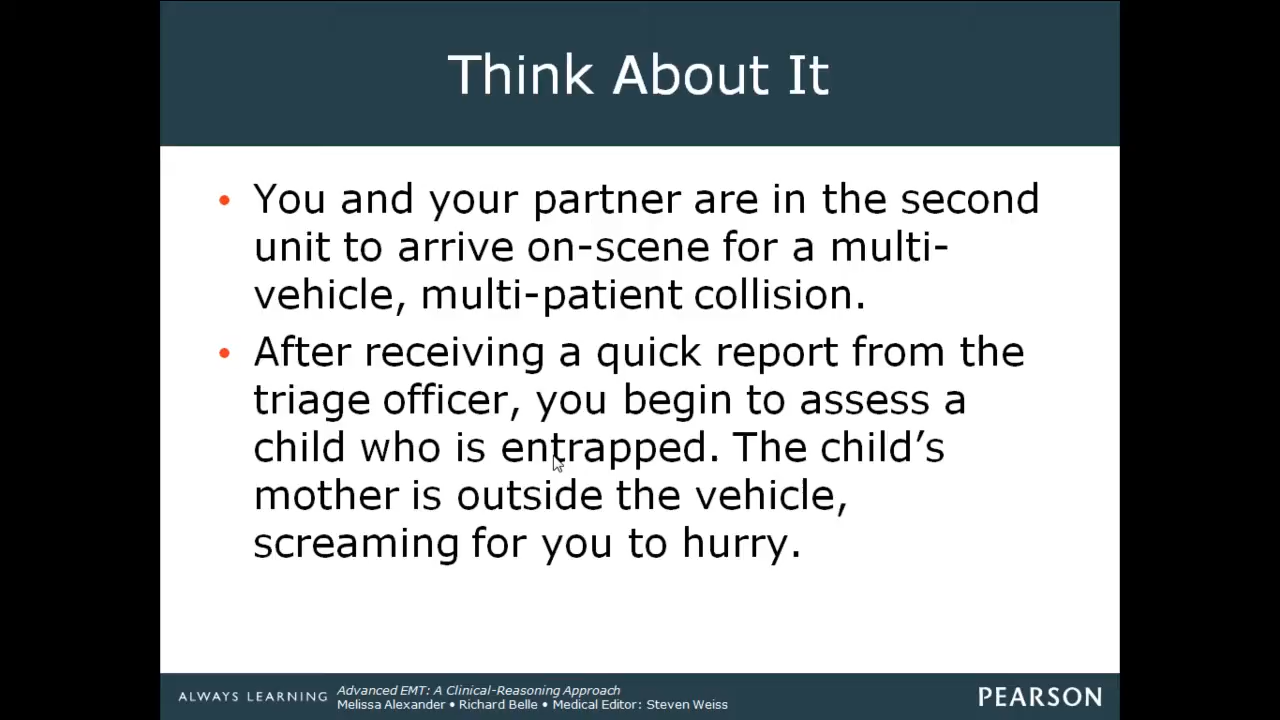 Think About It
• You and your partner are in the second
unit to arrive on-scene for a multi-
vehicle, multi-patient collision.
• After receiving a quick report from the
triage officer, you begin to assess a
child who is entrapped. The child’s
mother is outside the vehicle,
screaming for you to hurry.
ALWAYS LEARNING
Advanced EMT: A Clinical-Reasoning Approach
Melissa Alexander • Richard Belle • Medical Editor: Steven Weiss
PEARSON